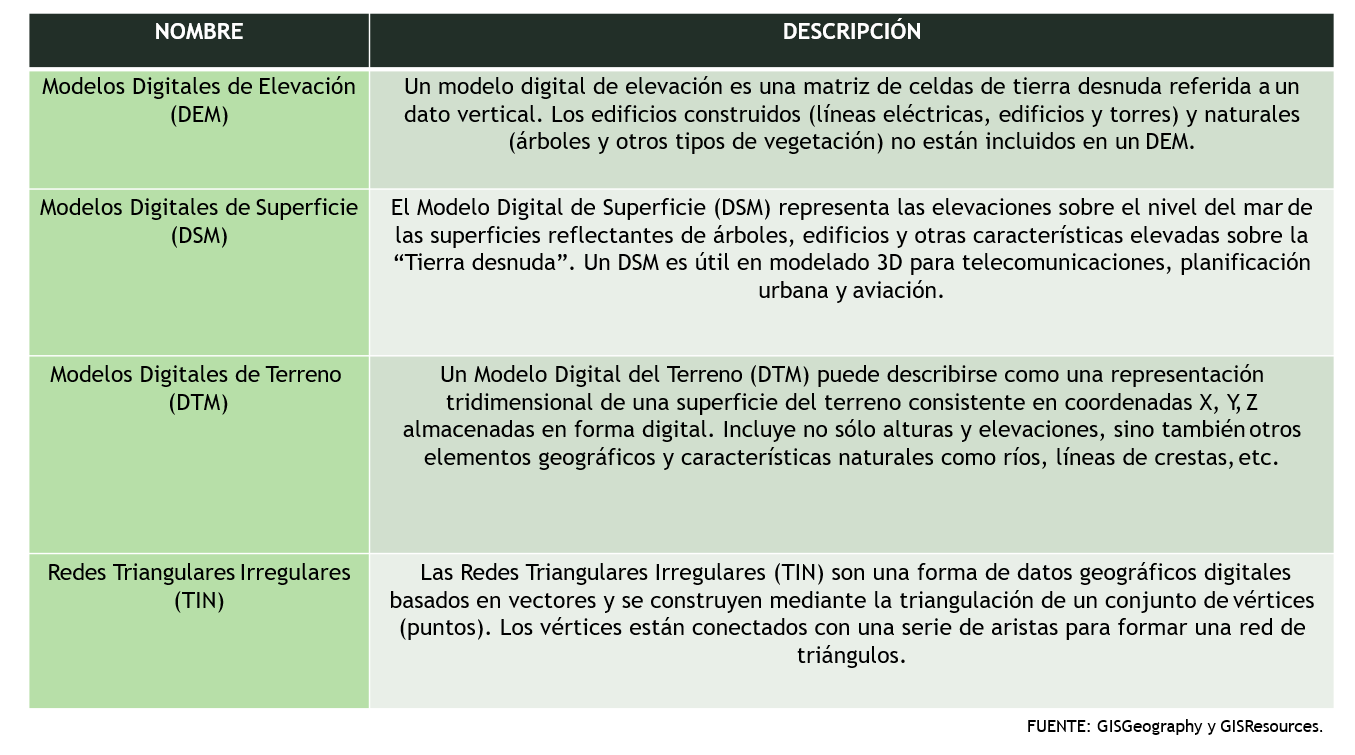 NOMBRE
DESCRIPCIÓN
Modelos Digitales de Elevación
(DEM)
Un modelo digital de elevación es una matriz de celdas de tierra desnuda referida a un
dato vertical. Los edificios construidos (líneas eléctricas, edificios y torres) y naturales
(árboles y otros tipos de vegetación) no están incluidos en un DEM.
Modelos Digitales de Superficie
(DSM)
El Modelo Digital de Superficie (DSM) representa las elevaciones sobre el nivel del mar de
las superficies reflectantes de árboles, edificios y otras características elevadas sobre la
“Tierra desnuda”. Un DSM es útil en modelado 3D para telecomunicaciones, planificación
urbana y aviación.
Modelos Digitales de Terreno
(DTM)
Un Modelo Digital del Terreno (DTM) puede describirse como una representación
tridimensional de una superficie del terreno consistente en coordenadas X, Y, Z
almacenadas en forma digital. Incluye no sólo alturas y elevaciones, sino también otros
elementos geográficos y características naturales como ríos, líneas de crestas, etc.
Redes Triangulares Irregulares
(TIN)
Las Redes Triangulares Irregulares (TIN) son una forma de datos geográficos digitales
basados en vectores y se construyen mediante la triangulación de un conjunto de vértices
(puntos). Los vértices están conectados con una serie de aristas para formar una red de
triángulos.
FUENTE: GISGeography y GISResources.